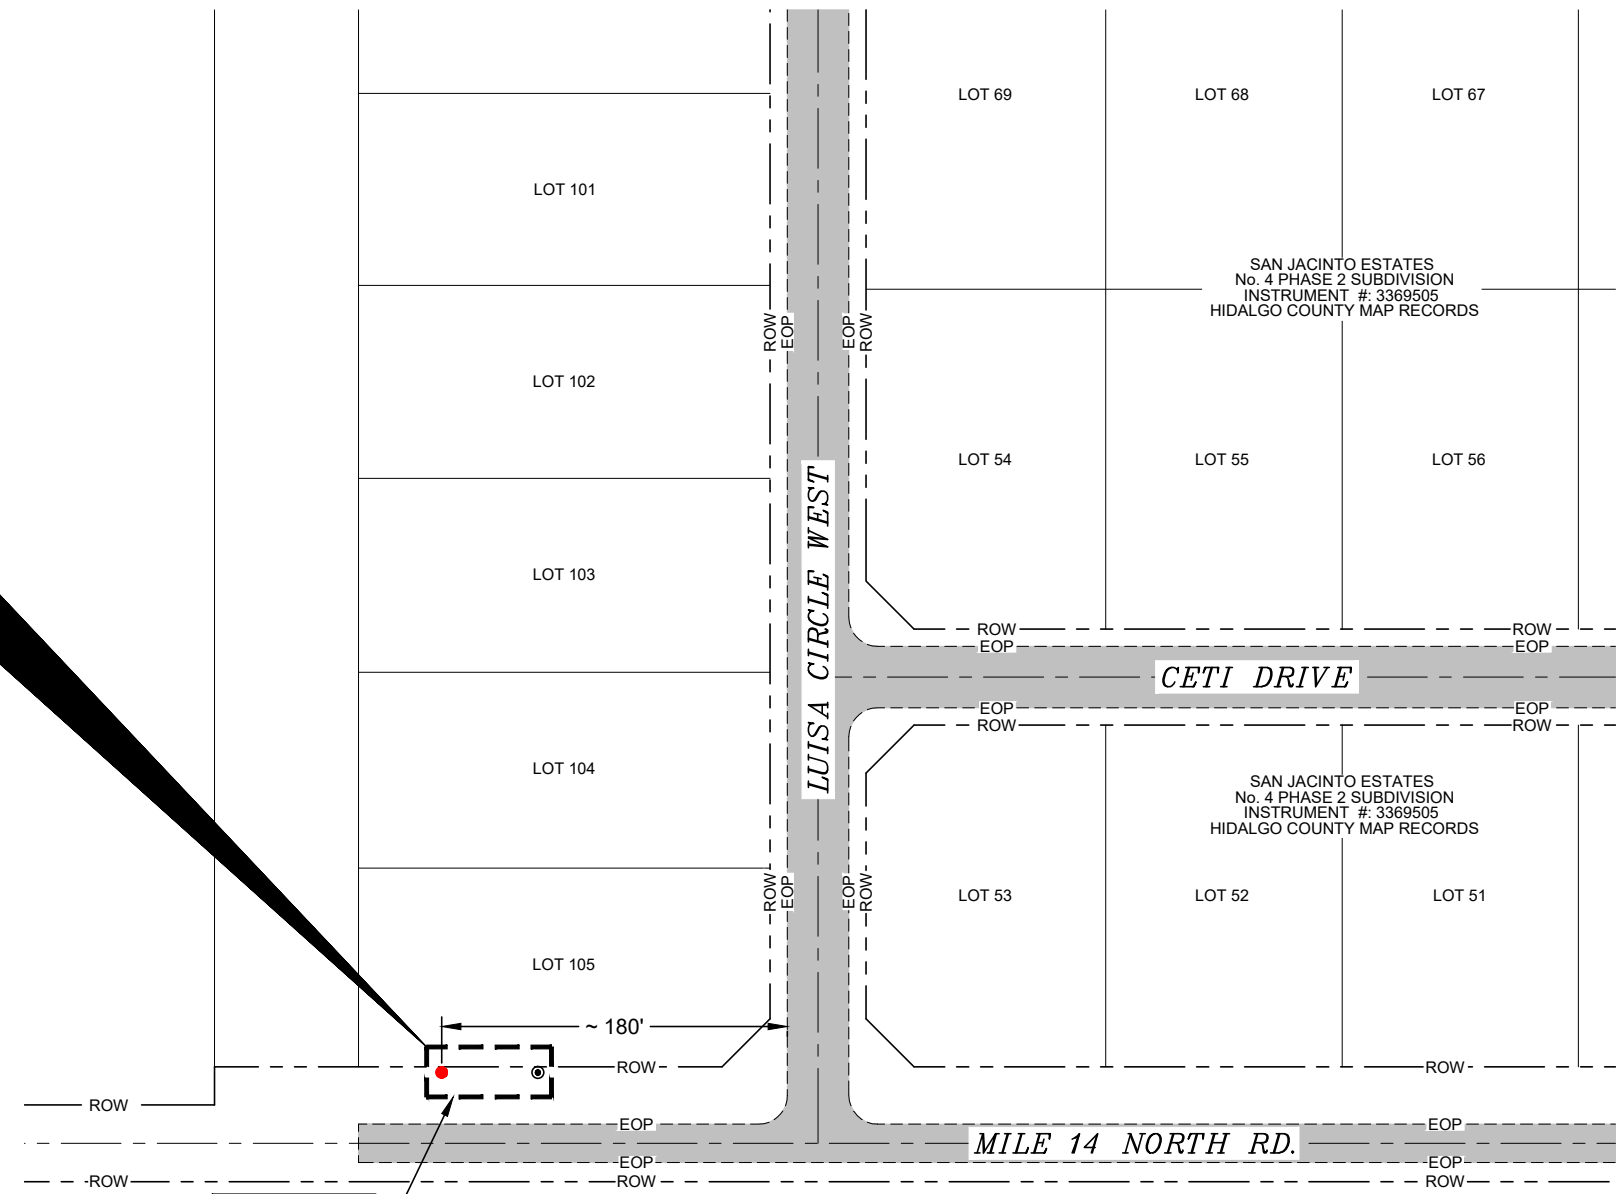 LOT 69
LOT 68
LOT 67
LOT 101
SAN JACINTO ESTATES
No. 4 PHASE 2 SUBDIVISION
INSTRUMENT #: 3369505
HIDALGO COUNTY MAP RECORDS
ROW
EOP
EOP
ROW
LOT 102
LOT 54
LOT 55
LOT 56
LUISA CIRCLE WEST
LOT 103
ROW
EOP
ROW
EOP
CETI DRIVE
EOP
ROW
EOP
ROW
LOT 104
SAN JACINTO ESTATES
No. 4 PHASE 2 SUBDIVISION
INSTRUMENT #: 3369505
HIDALGO COUNTY MAP RECORDS
ROW
EOP
EOP
ROW
LOT 53
LOT 52
LOT 51
LOT 105
~ 180'
ROW
ROW
ROW
EOP
EOP
MILE 14 NORTH RD.
EOP
EOP
ROW
ROW
ROW